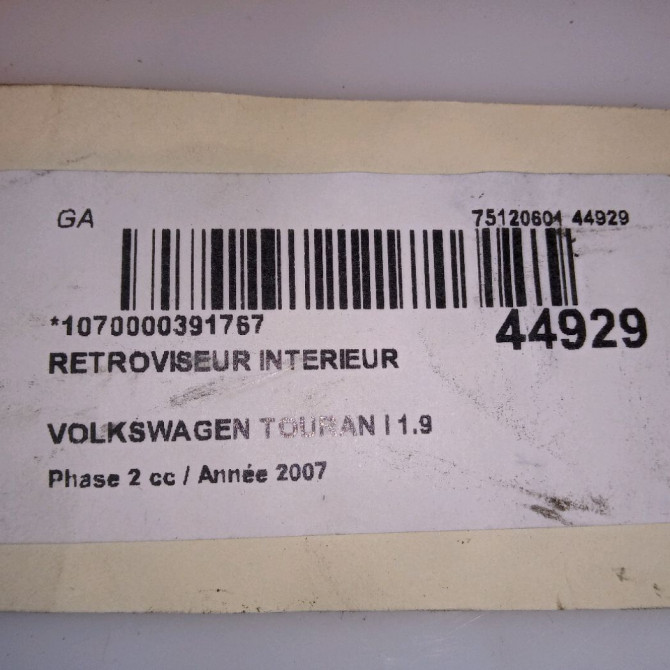 GA
75120601 44929
*1070000391767
44929
RETROVISEUR INTERIEUR
VOLKSWAGEN TOURAN I 1.9
Phase 2 cc / Année 2007